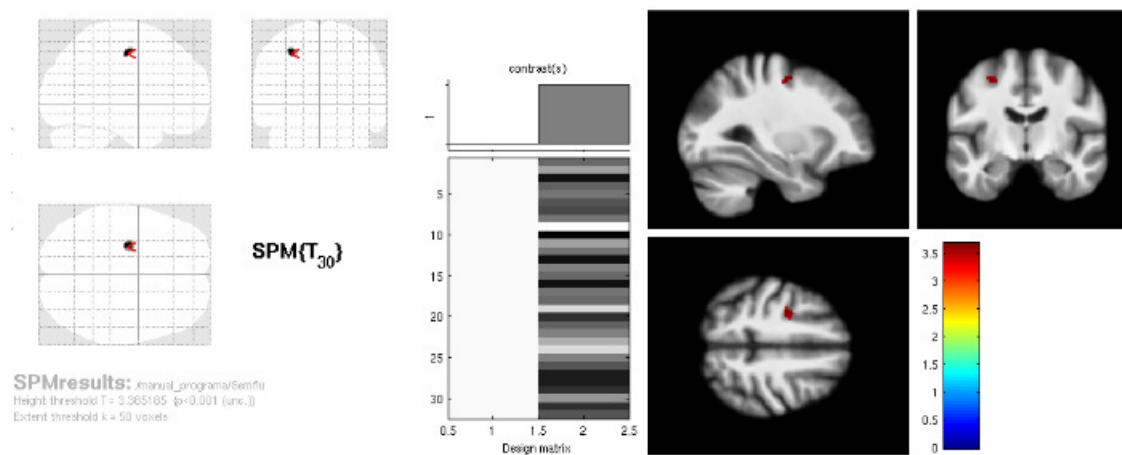 contrast(s)
1
5
10
15
20
25
30
0.5 1 1.5 2 2.5
Design matrix
SPM{T30}
SPMresults: ./manual_programa/Semflu
Height threshold T = 3.385185 {p<0.001 (unc.)}
Extent threshold k = 50 voxels
3.5
3
2.5
2
1.5
1
0.5
0